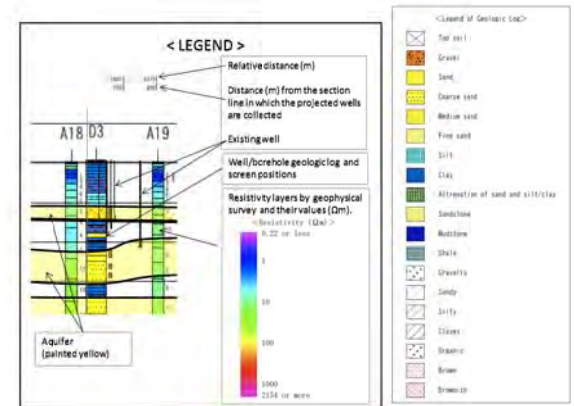 < LEGEND >
Relative distance (m)
Distance (m) from the section
line in which the projected wells
are collected
A18 D3 A19
Existing well
Well/borehole geologic log and
screen positions
Resistivity layers by geophysical
survey and their values (Ωm).
<Resistivity (Ωm)>
0.22 or less
1
10
100
1000
2154 or more
Aquifer
(painted yellow)
<Legend of Geologic Log>
Top soil
Gravel
Sand
Coarse sand
Medium sand
Fine sand
Silt
Clay
Altrenation of sand and silt/clay
Sandstone
Mudstone
Shale
Gravelly
Sandy
Silty
Clayey
Organic
Brown